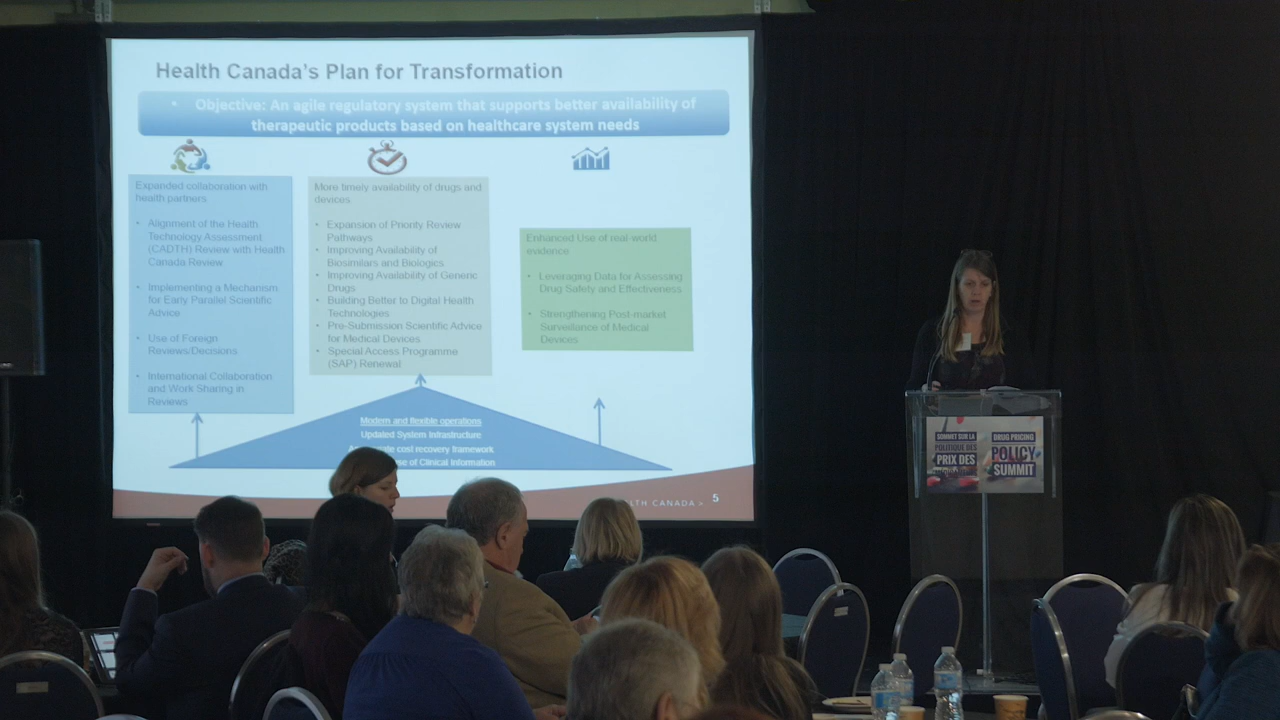 Health Canada's Plan for Transformation
• Objective: An agile regulatory system that supports better availability of
therapeutic products based on healthcare system needs
Expanded collaboration with
health partners
• Alignment of the Health
Technology Assessment
(CADTH) Review with Health
Canada Review
• Implementing a Mechanism
for Early Parallel Scientific
Advice
• Use of Foreign
Reviews/Decisions
• International Collaboration
and Work Sharing in
Reviews
More timely availability of drugs and
devices
• Expansion of Priority Review
Pathways
• Improving Availability of
Biosimilars and Biologics
• Improving Availability of Generic
Drugs
• Building Better to Digital Health
Technologies
• Pre-Submission Scientific Advice
for Medical Devices
• Special Access Programme
(SAP) Renewal
Enhanced Use of real-world
evidence
• Leveraging Data for Assessing
Drug Safety and Effectiveness
• Strengthening Post-market
Surveillance of Medical
Devices
Modern and flexible operations
Updated System Infrastructure
cost recovery framework
of Clinical Information
CANADA >
5
SOMMET SUR LA
POLITIQUE DES
PRIX DES
DRUG PRICING
POLICY
SUMMIT